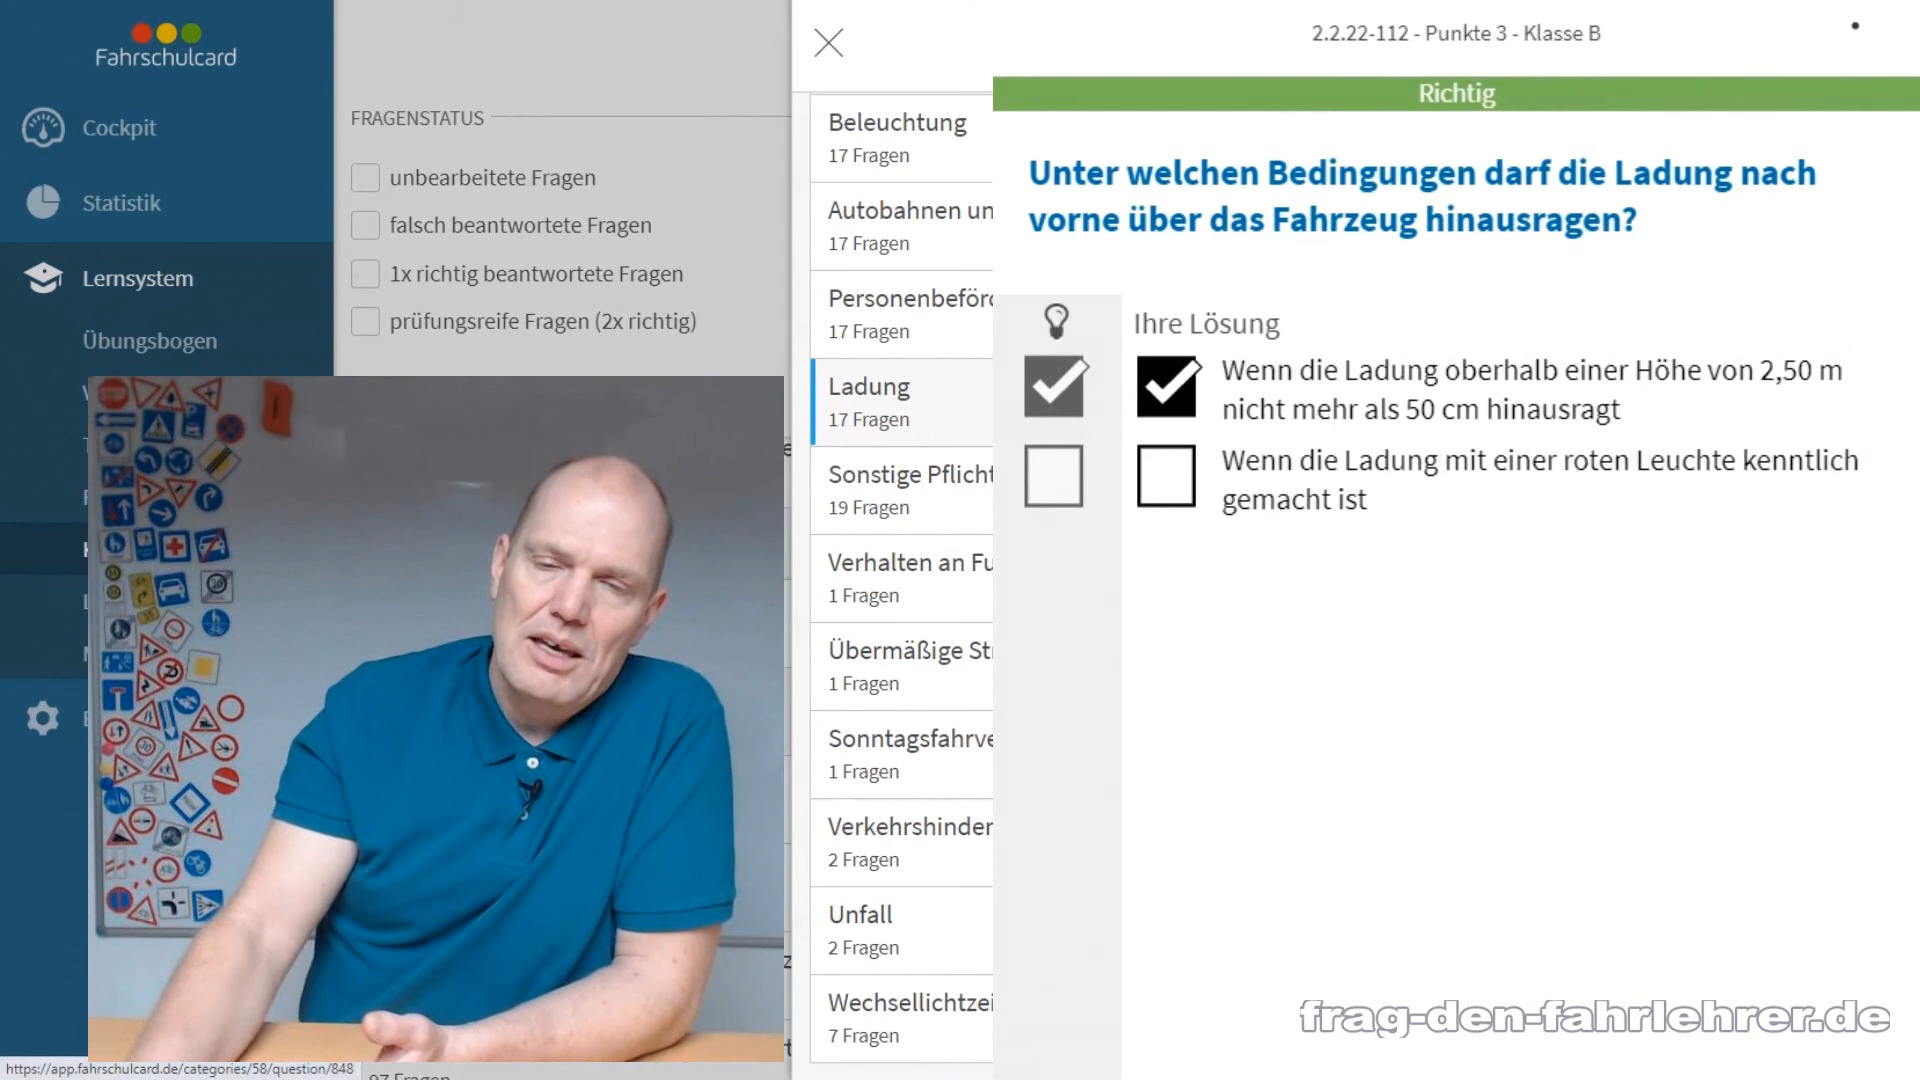 Fahrschulcard
Cockpit
Statistik
Lernsystem
Übungsbogen
FRAGENSTATUS
unbearbeitete Fragen
falsch beantwortete Fragen
1x richtig beantwortete Fragen
prüfungsreife Fragen (2x richtig)
Beleuchtung
17 Fragen
Autobahnen un
17 Fragen
Personenbeförd
17 Fragen
Ladung
17 Fragen
Sonstige Pflicht
19 Fragen
Verhalten an Fu
1 Fragen
Übermäßige St
1 Fragen
Sonntagsfahrve
1 Fragen
Verkehrshinder
2 Fragen
Unfall
2 Fragen
Wechsellichtzei
7 Fragen
2.2.22-112 - Punkte 3 - Klasse B
Richtig
Unter welchen Bedingungen darf die Ladung nach
vorne über das Fahrzeug hinausragen?
Ihre Lösung
Wenn die Ladung oberhalb einer Höhe von 2,50 m
nicht mehr als 50 cm hinausragt
Wenn die Ladung mit einer roten Leuchte kenntlich
gemacht ist
frag-den-fahrlehrer.de
https://app.fahrschulcard.de/categories/58/question/848
97 Fragen